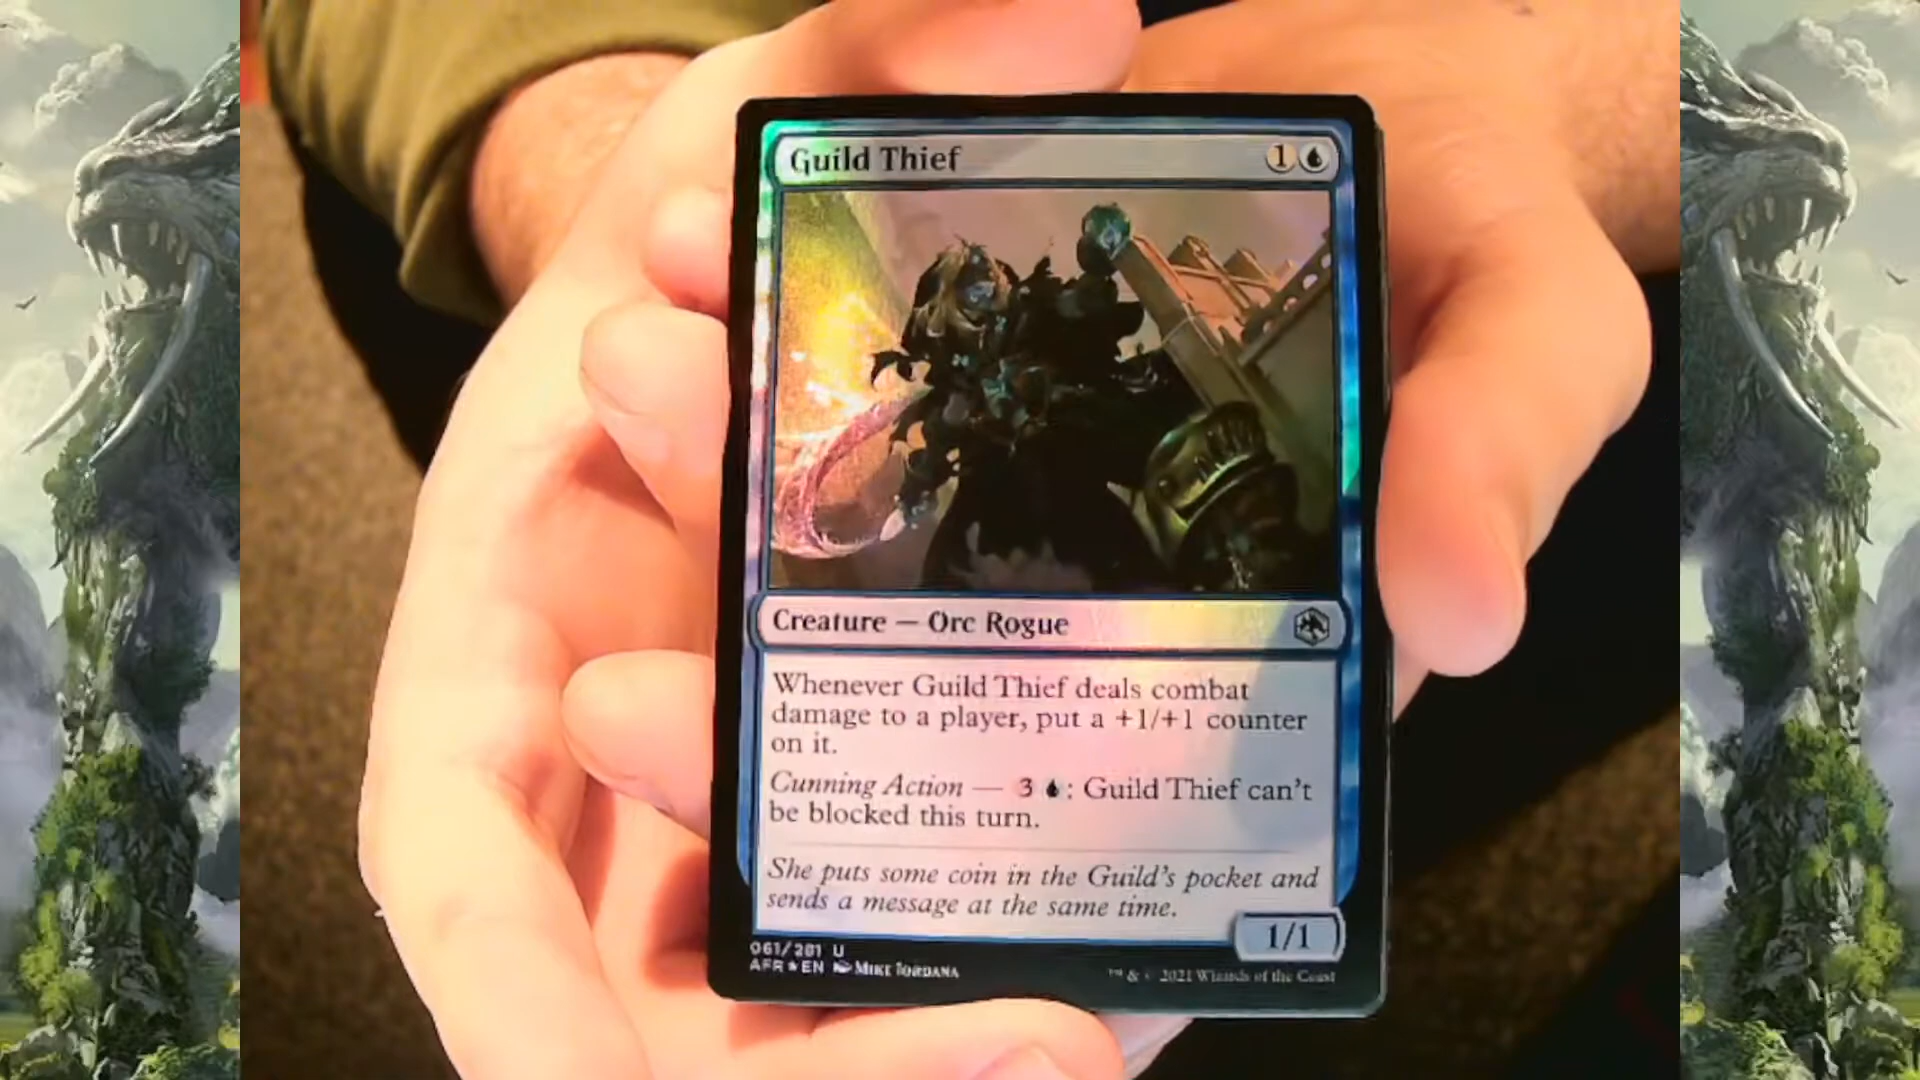 Guild Thief 1
Creature — Orc Rogue
Whenever Guild Thief deals combat
damage to a player, put a +1/+1 counter
on it.
Cunning Action — 3 : Guild Thief can't
be blocked this turn.
She puts some coin in the Guild's pocket and
sends a message at the same time.
1/1
061/281 U
AFR★EN MIKE JORDANA
™ & © 2021 Wizards of the Coast